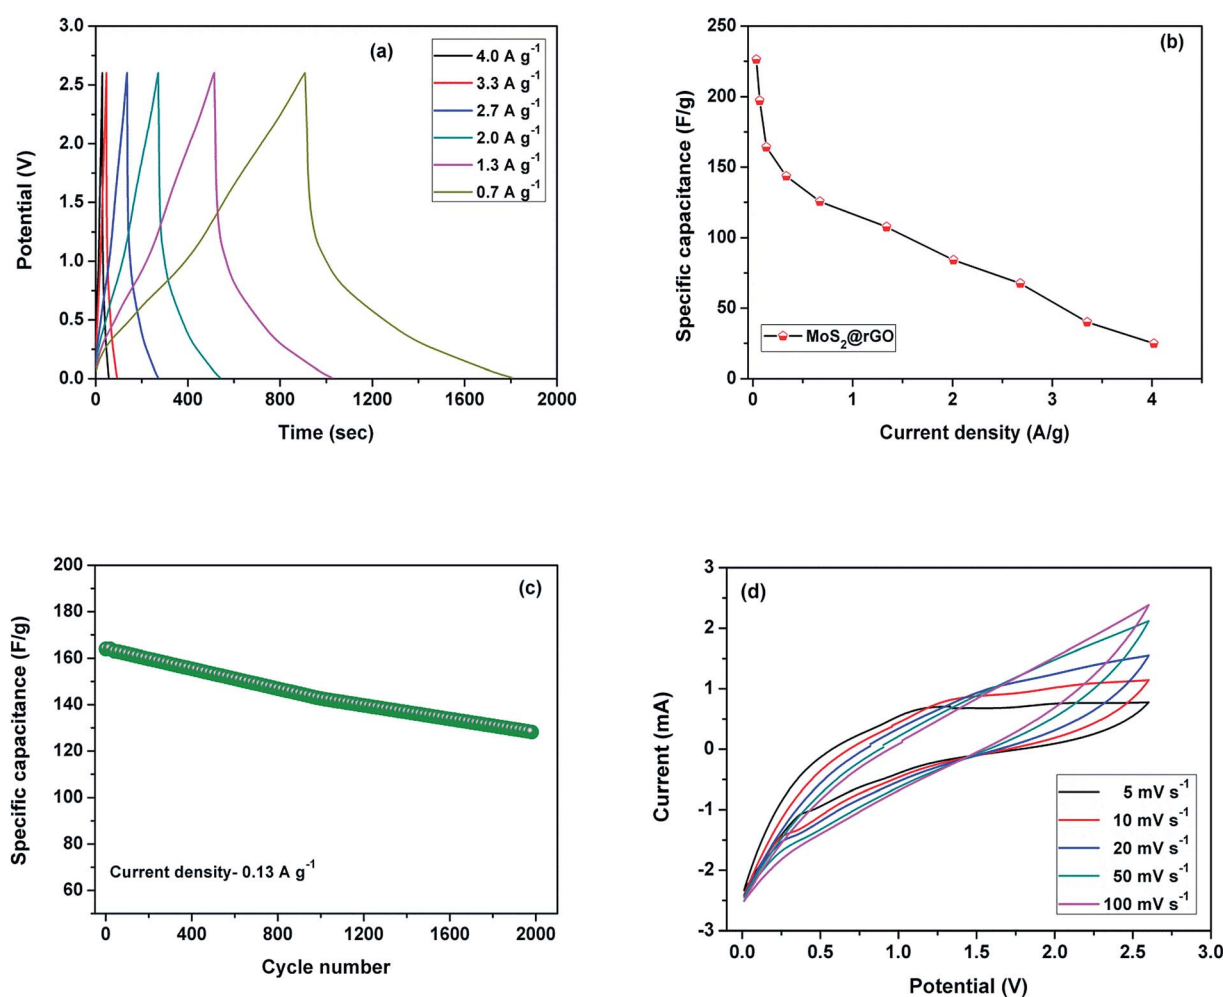 (a)
4.0 A g⁻¹
3.3 A g⁻¹
2.7 A g⁻¹
2.0 A g⁻¹
1.3 A g⁻¹
0.7 A g⁻¹
3.0
2.5
2.0
1.5
1.0
0.5
0.0
Potential (V)
0 400 800 1200 1600 2000
Time (sec)
(b)
250
200
150
100
50
0
Specific capacitance (F/g)
MoS₂@rGO
0 1 2 3 4
Current density (A/g)
(c)
200
180
160
140
120
100
80
60
Specific capacitance (F/g)
Current density- 0.13 A g⁻¹
0 400 800 1200 1600 2000
Cycle number
(d)
3
2
1
0
-1
-2
-3
Current (mA)
5 mV s⁻¹
10 mV s⁻¹
20 mV s⁻¹
50 mV s⁻¹
100 mV s⁻¹
0.0 0.5 1.0 1.5 2.0 2.5 3.0
Potential (V)